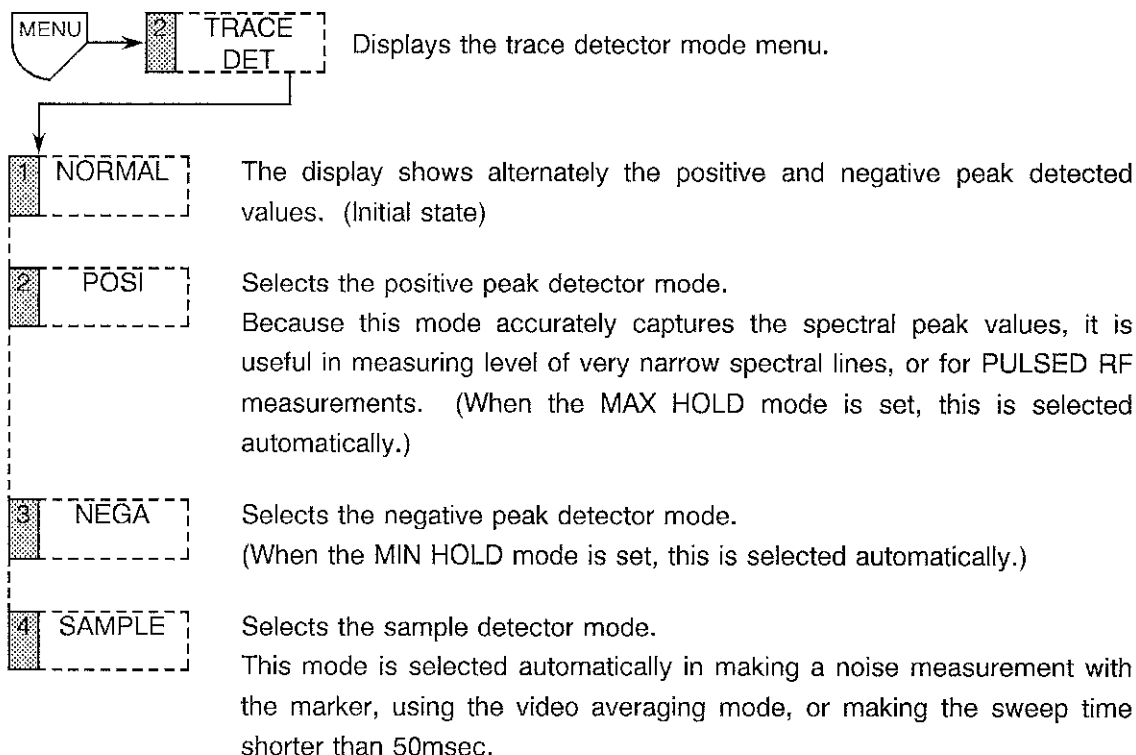 MENU
2 TRACE
DET
Displays the trace detector mode menu.
1 NORMAL
The display shows alternately the positive and negative peak detected
values. (Initial state)
2 POSI
Selects the positive peak detector mode.
Because this mode accurately captures the spectral peak values, it is
useful in measuring level of very narrow spectral lines, or for PULSED RF
measurements. (When the MAX HOLD mode is set, this is selected
automatically.)
3 NEGA
Selects the negative peak detector mode.
(When the MIN HOLD mode is set, this is selected automatically.)
4 SAMPLE
Selects the sample detector mode.
This mode is selected automatically in making a noise measurement with
the marker, using the video averaging mode, or making the sweep time
shorter than 50msec.